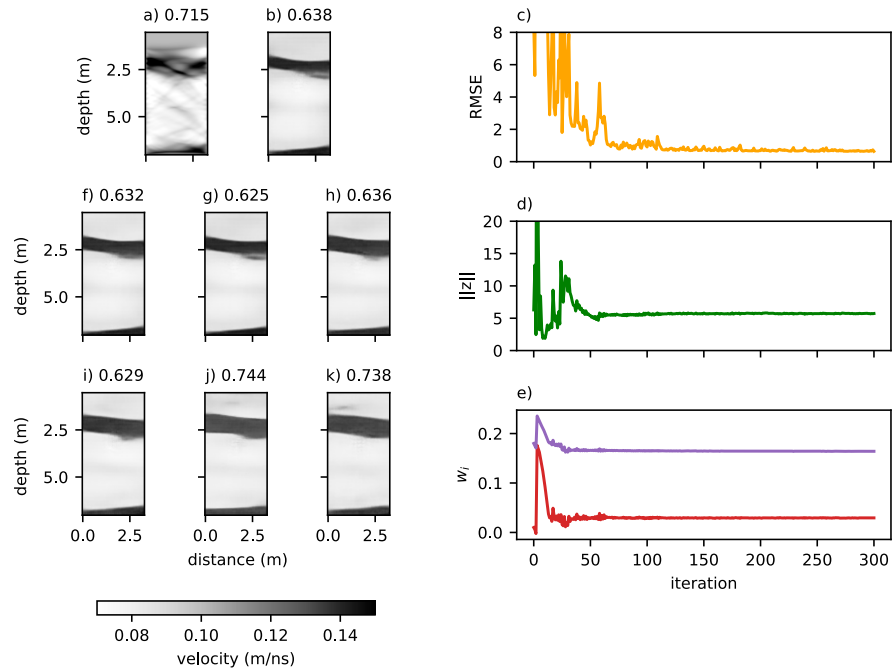 a) 0.715
b) 0.638
2.5
5.0
depth (m)
f) 0.632
g) 0.625
h) 0.636
2.5
5.0
depth (m)
i) 0.629
j) 0.744
k) 0.738
2.5
5.0
depth (m)
0.0
2.5
0.0
2.5
0.0
2.5
distance (m)
0.08
0.10
0.12
0.14
velocity (m/ns)
c)
8
6
4
2
0
RMSE
d)
20
15
10
5
0
||z||
e)
0.2
0.1
0.0
w_i
0
50
100
150
200
250
300
iteration